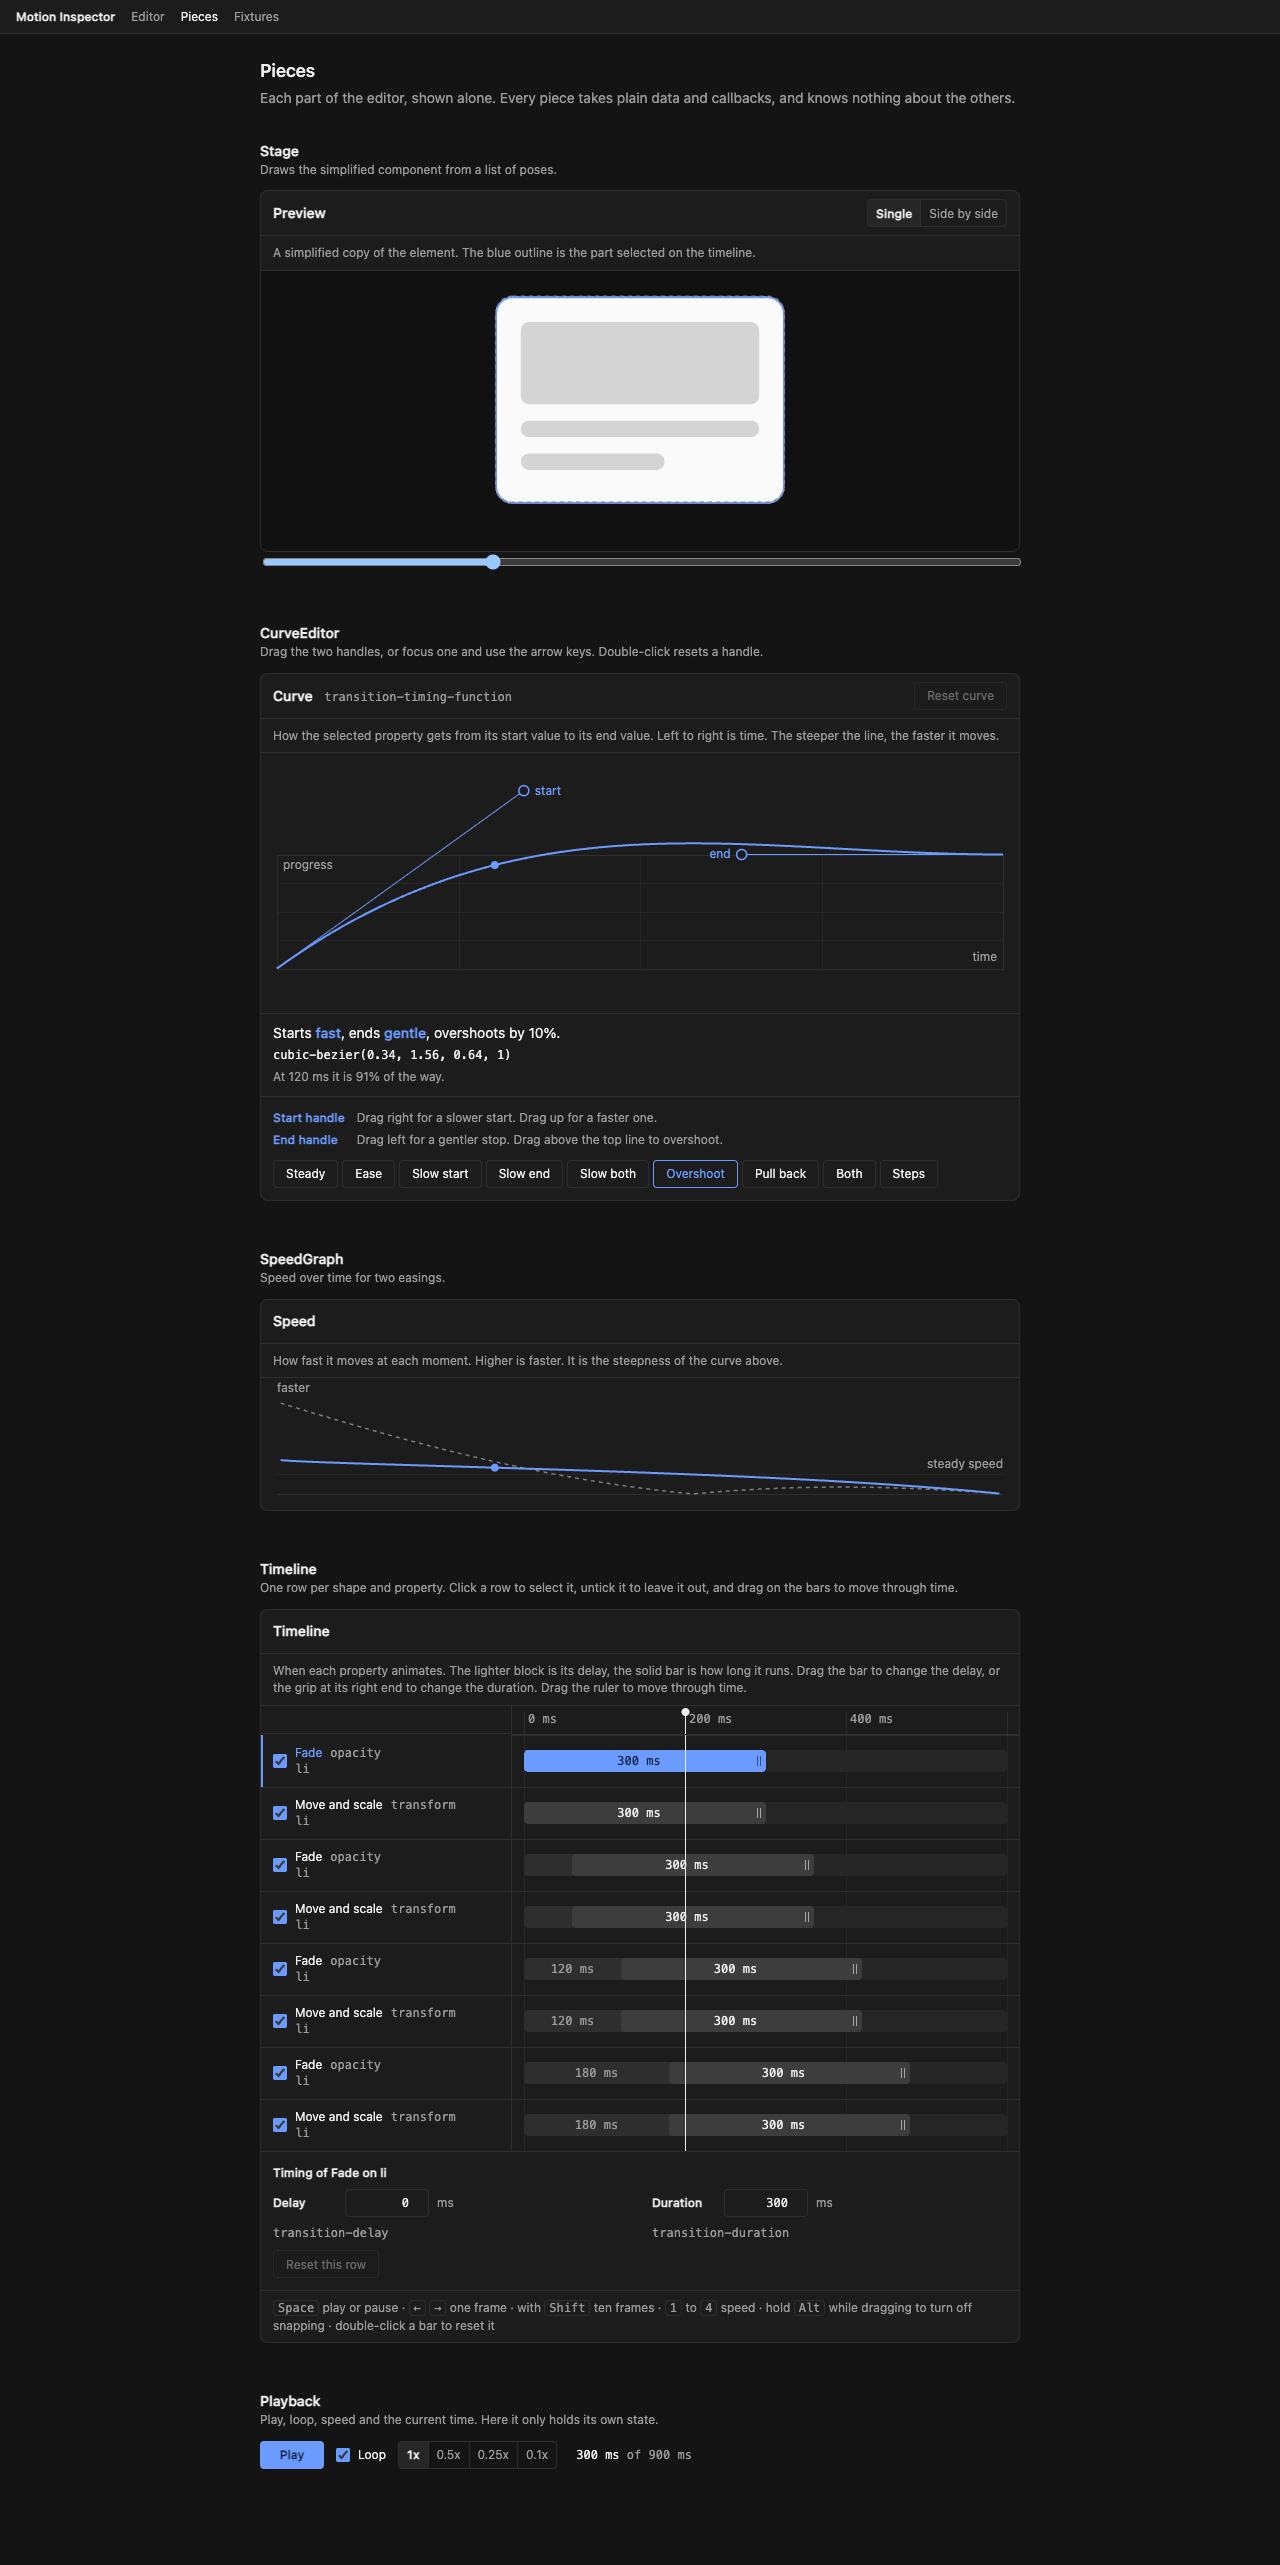 Motion Inspector Editor Pieces Fixtures
Pieces
Each part of the editor, shown alone. Every piece takes plain data and callbacks, and knows nothing about the others.
Stage
Draws the simplified component from a list of poses.
Preview Single Side by side
A simplified copy of the element. The blue outline is the part selected on the timeline.
CurveEditor
Drag the two handles, or focus one and use the arrow keys. Double-click resets a handle.
Curve transition-timing-function Reset curve
How the selected property gets from its start value to its end value. Left to right is time. The steeper the line, the faster it moves.
start
end
progress
time
Starts fast, ends gentle, overshoots by 10%.
cubic-bezier(0.34, 1.56, 0.64, 1)
At 120 ms it is 91% of the way.
Start handle Drag right for a slower start. Drag up for a faster one.
End handle Drag left for a gentler stop. Drag above the top line to overshoot.
Steady Ease Slow start Slow end Slow both Overshoot Pull back Both Steps
SpeedGraph
Speed over time for two easings.
Speed
How fast it moves at each moment. Higher is faster. It is the steepness of the curve above.
faster
steady speed
Timeline
One row per shape and property. Click a row to select it, untick it to leave it out, and drag on the bars to move through time.
Timeline
When each property animates. The lighter block is its delay, the solid bar is how long it runs. Drag the bar to change the delay, or
the grip at its right end to change the duration. Drag the ruler to move through time.
0 ms 200 ms 400 ms
Fade opacity 300 ms
li
Move and scale transform 300 ms
li
Fade opacity 300 ms
li
Move and scale transform 300 ms
li
Fade opacity 120 ms 300 ms
li
Move and scale transform 120 ms 300 ms
li
Fade opacity 180 ms 300 ms
li
Move and scale transform 180 ms 300 ms
li
Timing of Fade on li
Delay 0 ms Duration 300 ms
transition-delay transition-duration
Reset this row
Space play or pause · ← → one frame · with Shift ten frames · 1 to 4 speed · hold Alt while dragging to turn off
snapping · double-click a bar to reset it
Playback
Play, loop, speed and the current time. Here it only holds its own state.
Play Loop 1x 0.5x 0.25x 0.1x 300 ms of 900 ms